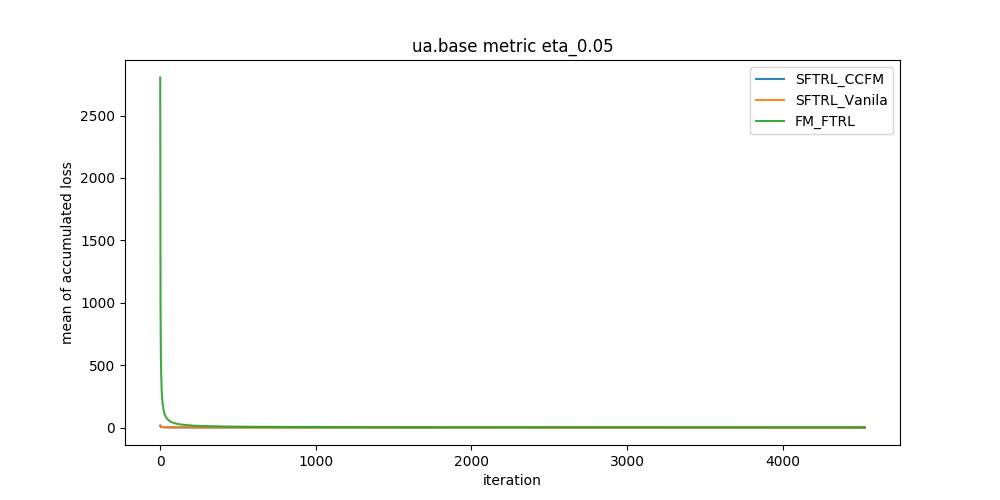 ua.base metric eta_0.05
SFTRL_CCFM
SFTRL_Vanila
FM_FTRL
mean of accumulated loss
2500
2000
1500
1000
500
0
0 1000 2000 3000 4000
iteration